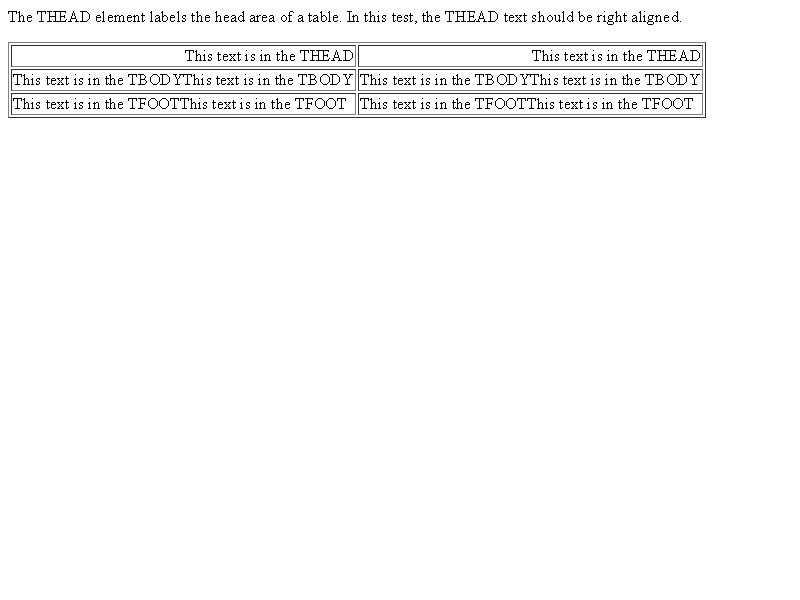 The THEAD element labels the head area of a table. In this test, the THEAD text should be right aligned.
This text is in the THEAD This text is in the THEAD
This text is in the TBODYThis text is in the TBODY This text is in the TBODYThis text is in the TBODY
This text is in the TFOOTThis text is in the TFOOT This text is in the TFOOTThis text is in the TFOOT